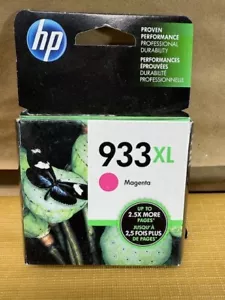 hp
PROVEN
PERFORMANCE
Professional
Durability
PERFORMANCES
ÉPROUVÉES
Durabilité
Professionnelle
933XL
Magenta
UP TO
2.5X MORE
PAGES
JUSQU'À
2,5 FOIS PLUS
DE PAGES